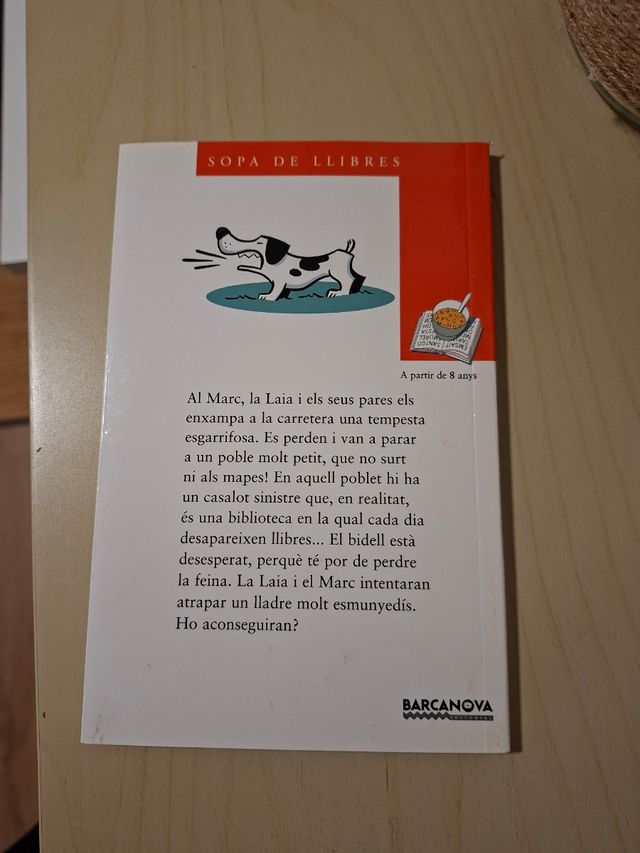 SOPA DE LLIBRES
A partir de 8 anys
Al Marc, la Laia i els seus pares els
enxampa a la carretera una tempesta
esgarrifosa. Es perden i van a parar
a un poble molt petit, que no surt
ni als mapes! En aquell poblet hi ha
un casalot sinistre que, en realitat,
és una biblioteca en la qual cada dia
desapareixen llibres... El bidell està
desesperat, perquè té por de perdre
la feina. La Laia i el Marc intentaran
atrapar un lladre molt esmunyedís.
Ho aconseguiran?
BARCANOVA
EDITORIAL